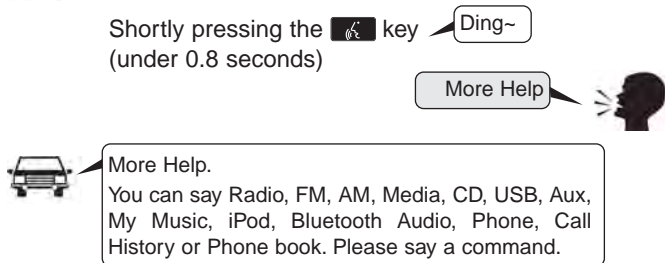 Shortly pressing the key
Ding~
(under 0.8 seconds)
More Help
More Help.
You can say Radio, FM, AM, Media, CD, USB, Aux,
My Music, iPod, Bluetooth Audio, Phone, Call
History or Phone book. Please say a command.